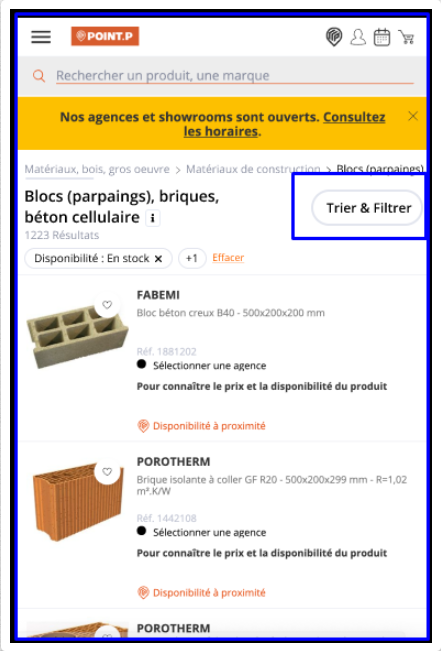 POINT.P
Rechercher un produit, une marque
Nos agences et showrooms sont ouverts. Consultez
les horaires.
Matériaux, bois, gros oeuvre > Matériaux de construction > Blocs (parpaings)
Blocs (parpaings), briques,
béton cellulaire i
1223 Résultats
Trier & Filtrer
Disponibilité : En stock x
+1
Effacer
FABEMI
Bloc béton creux B40 - 500x200x200 mm
Réf. 1881202
Sélectionner une agence
Pour connaître le prix et la disponibilité du produit
Disponibilité à proximité
POROTHERM
Brique isolante à coller GF R20 - 500x200x299 mm - R=1,02
m².K/W
Réf. 1442108
Sélectionner une agence
Pour connaître le prix et la disponibilité du produit
Disponibilité à proximité
POROTHERM